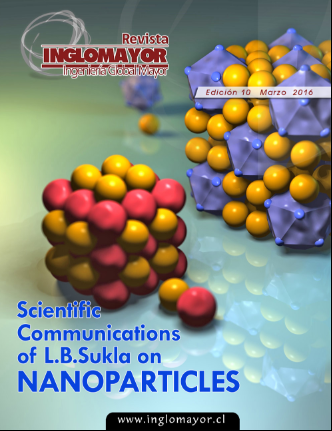 Revista
INGLOMAYOR
Ingeniería Global Mayor
Edición 10 Marzo 2016
Scientific
Communications
of L.B.Sukla on
NANOPARTICLES
www.inglomayor.cl